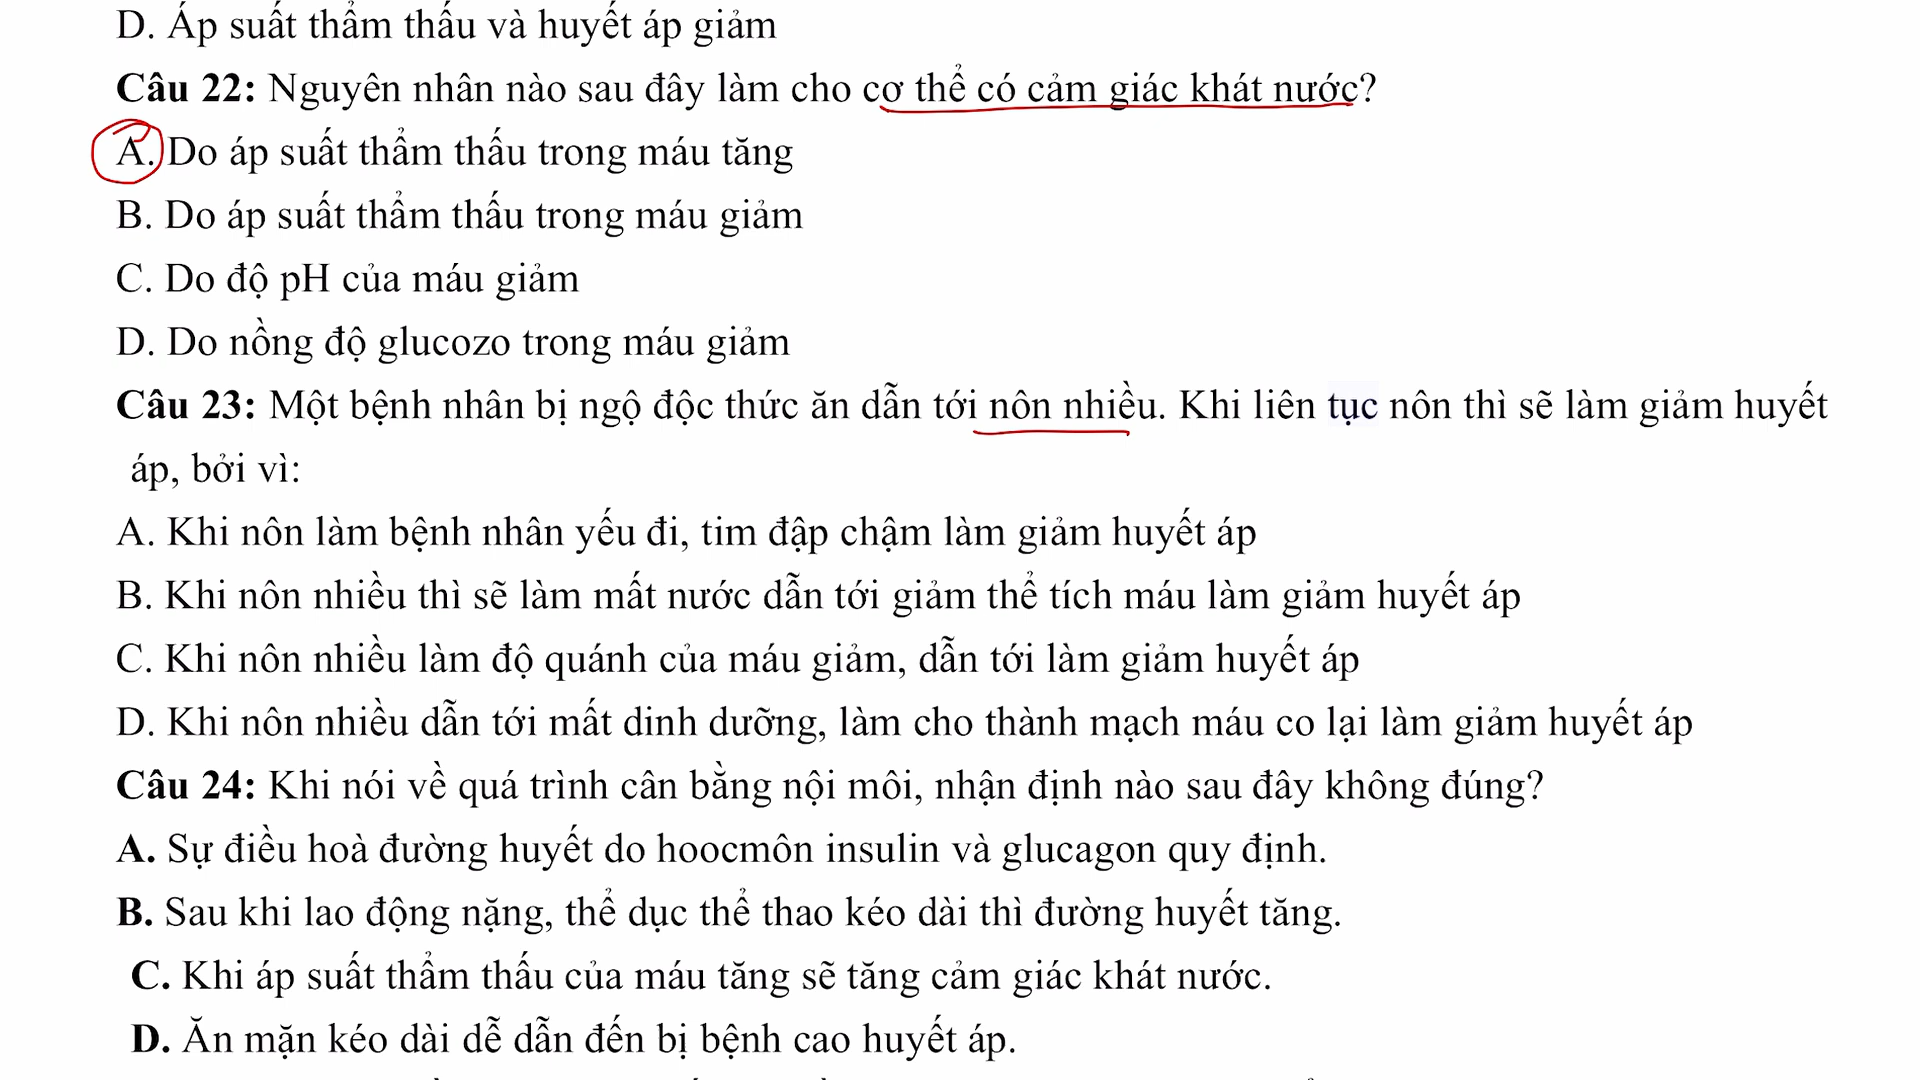 D. Áp suất thẩm thấu và huyết áp giảm
Câu 22: Nguyên nhân nào sau đây làm cho cơ thể có cảm giác khát nước?
A. Do áp suất thẩm thấu trong máu tăng
B. Do áp suất thẩm thấu trong máu giảm
C. Do độ pH của máu giảm
D. Do nồng độ glucozo trong máu giảm
Câu 23: Một bệnh nhân bị ngộ độc thức ăn dẫn tới nôn nhiều. Khi liên tục nôn thì sẽ làm giảm huyết
áp, bởi vì:
A. Khi nôn làm bệnh nhân yếu đi, tim đập chậm làm giảm huyết áp
B. Khi nôn nhiều thì sẽ làm mất nước dẫn tới giảm thể tích máu làm giảm huyết áp
C. Khi nôn nhiều làm độ quánh của máu giảm, dẫn tới làm giảm huyết áp
D. Khi nôn nhiều dẫn tới mất dinh dưỡng, làm cho thành mạch máu co lại làm giảm huyết áp
Câu 24: Khi nói về quá trình cân bằng nội môi, nhận định nào sau đây không đúng?
A. Sự điều hoà đường huyết do hoocmôn insulin và glucagon quy định.
B. Sau khi lao động nặng, thể dục thể thao kéo dài thì đường huyết tăng.
C. Khi áp suất thẩm thấu của máu tăng sẽ tăng cảm giác khát nước.
D. Ăn mặn kéo dài dễ dẫn đến bị bệnh cao huyết áp.